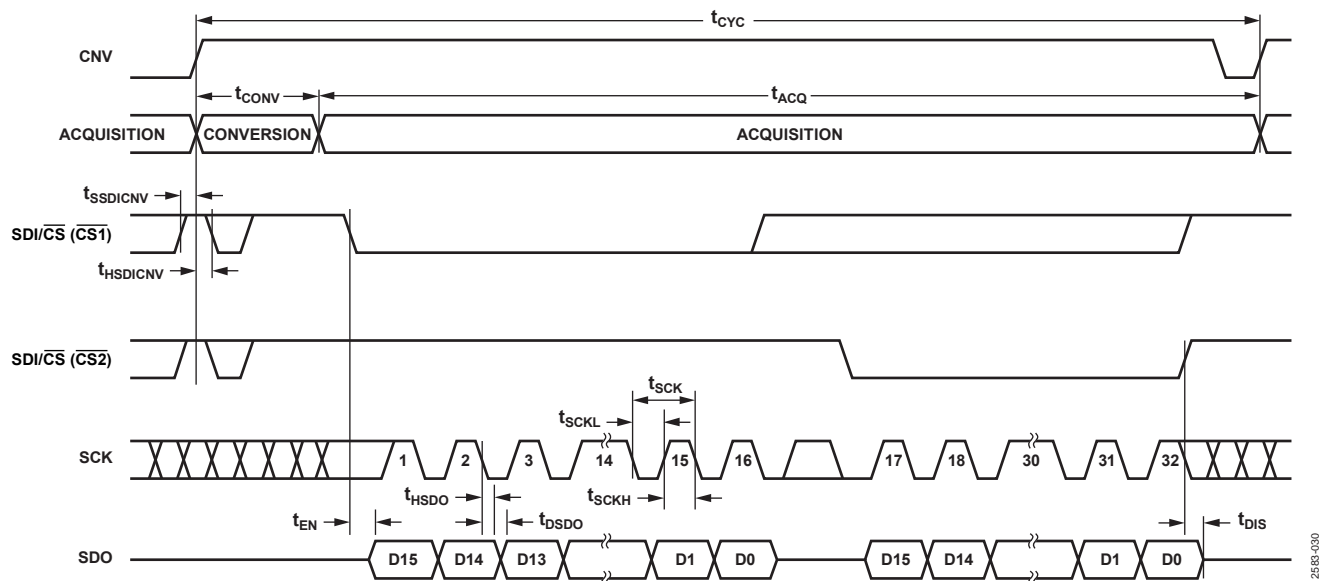 tCYC
CNV
tCONV
tACQ
ACQUISITION
CONVERSION
ACQUISITION
tSSDICNV
SDI/CS (CS1)
tHSDICNV
SDI/CS (CS2)
tSCK
tSCKL
SCK
1 2 3 14 15 16 17 18 30 31 32
tHSDO
tSCKH
tEN
tDSDO
tDIS
SDO
D15 D14 D13 D1 D0 D15 D14 D1 D0
2583-030